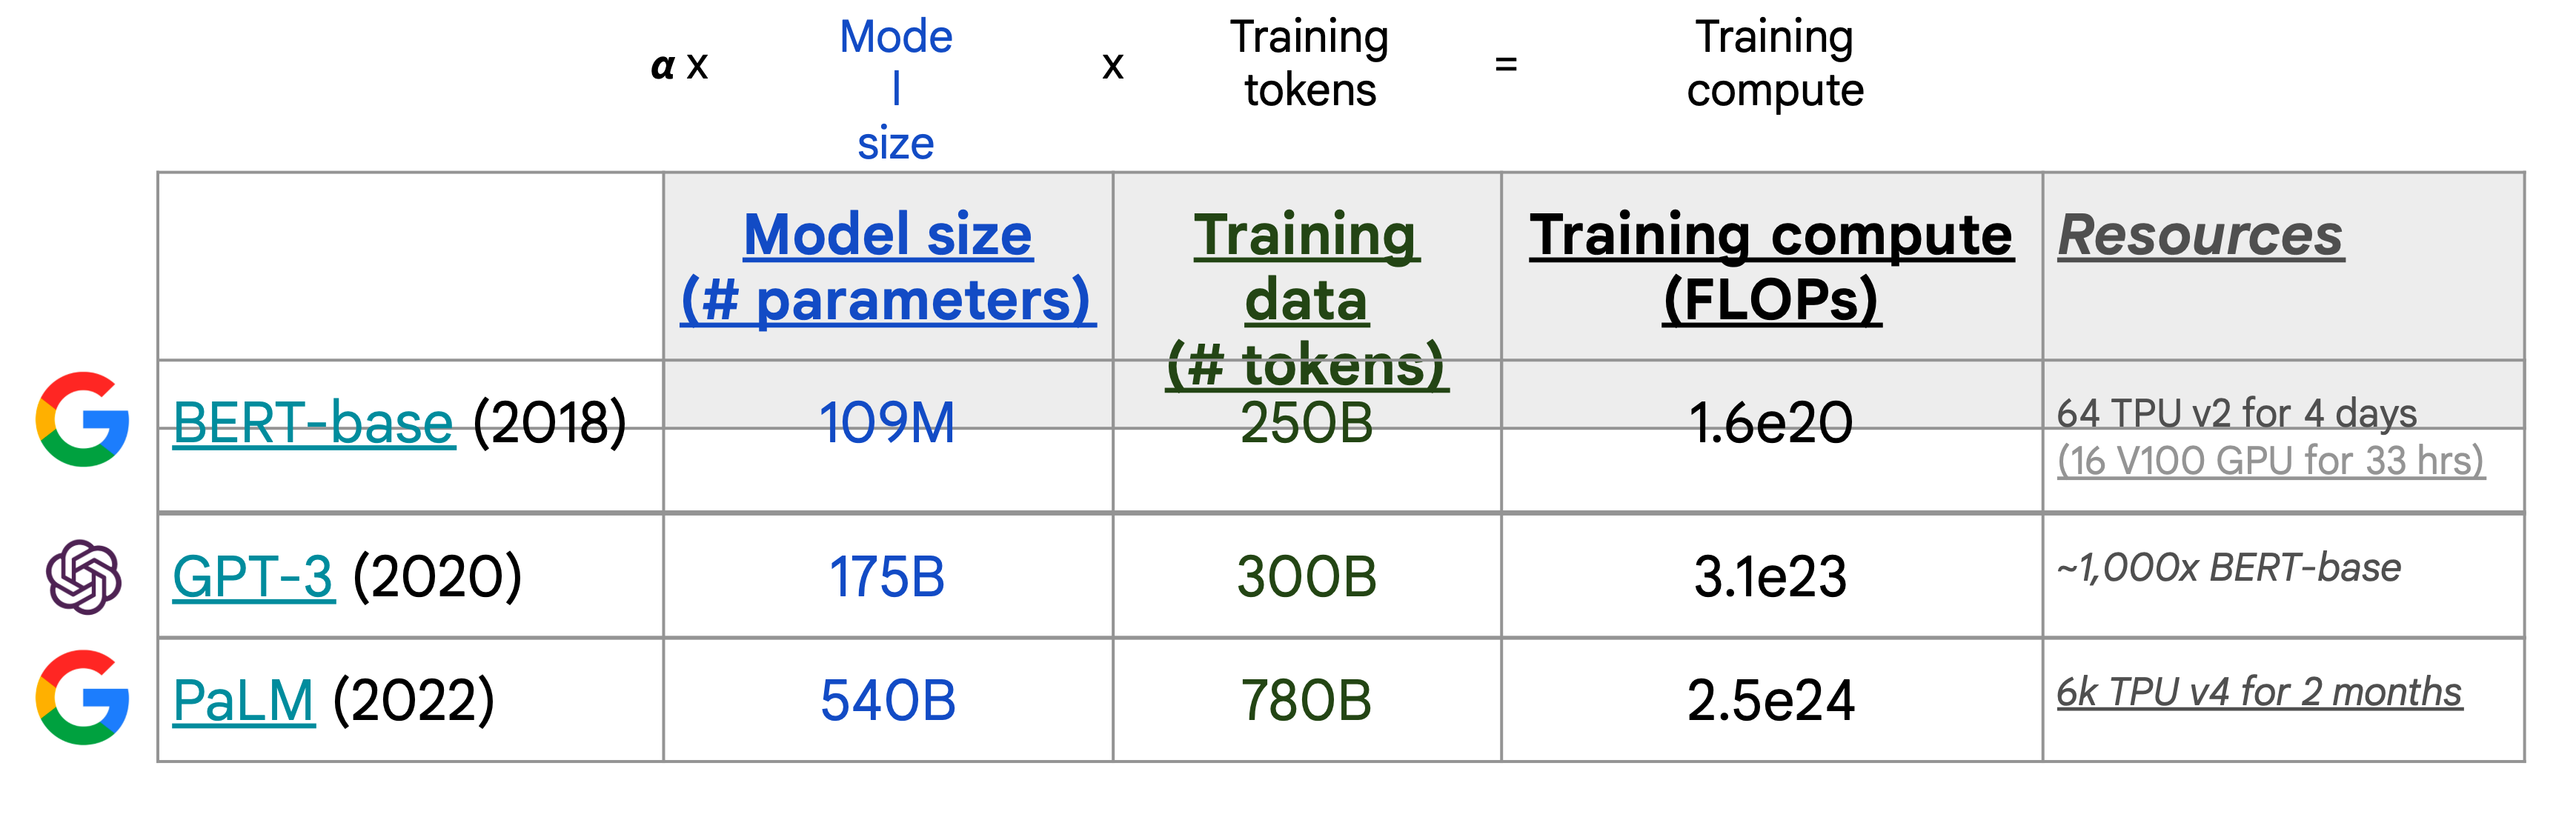 α x
Mode
l
size
x
Training
tokens
=
Training
compute
Model size
(# parameters)
Training
data
(# tokens)
Training compute
(FLOPs)
Resources
BERT-base (2018)
109M
250B
1.6e20
64 TPU v2 for 4 days
(16 V100 GPU for 33 hrs)
GPT-3 (2020)
175B
300B
3.1e23
~1,000x BERT-base
PaLM (2022)
540B
780B
2.5e24
6k TPU v4 for 2 months